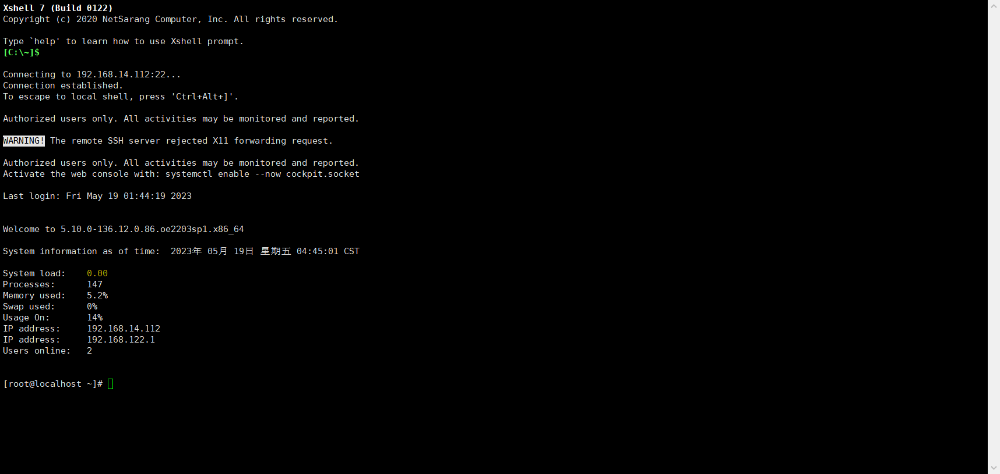 Xshell 7 (Build 0122)
Copyright (c) 2020 NetSarang Computer, Inc. All rights reserved.
Type `help' to learn how to use Xshell prompt.
[C:\~]$
Connecting to 192.168.14.112:22...
Connection established.
To escape to local shell, press 'Ctrl+Alt+]'.
Authorized users only. All activities may be monitored and reported.
WARNING! The remote SSH server rejected X11 forwarding request.
Authorized users only. All activities may be monitored and reported.
Activate the web console with: systemctl enable --now cockpit.socket
Last login: Fri May 19 01:44:19 2023
Welcome to 5.10.0-136.12.0.86.oe2203sp1.x86_64
System information as of time:  2023年 05月 19日 星期五 04:45:01 CST
System load:    0.00
Processes:      147
Memory used:    5.2%
Swap used:      0%
Usage On:       14%
IP address:     192.168.14.112
IP address:     192.168.122.1
Users online:   2
[root@localhost ~]#